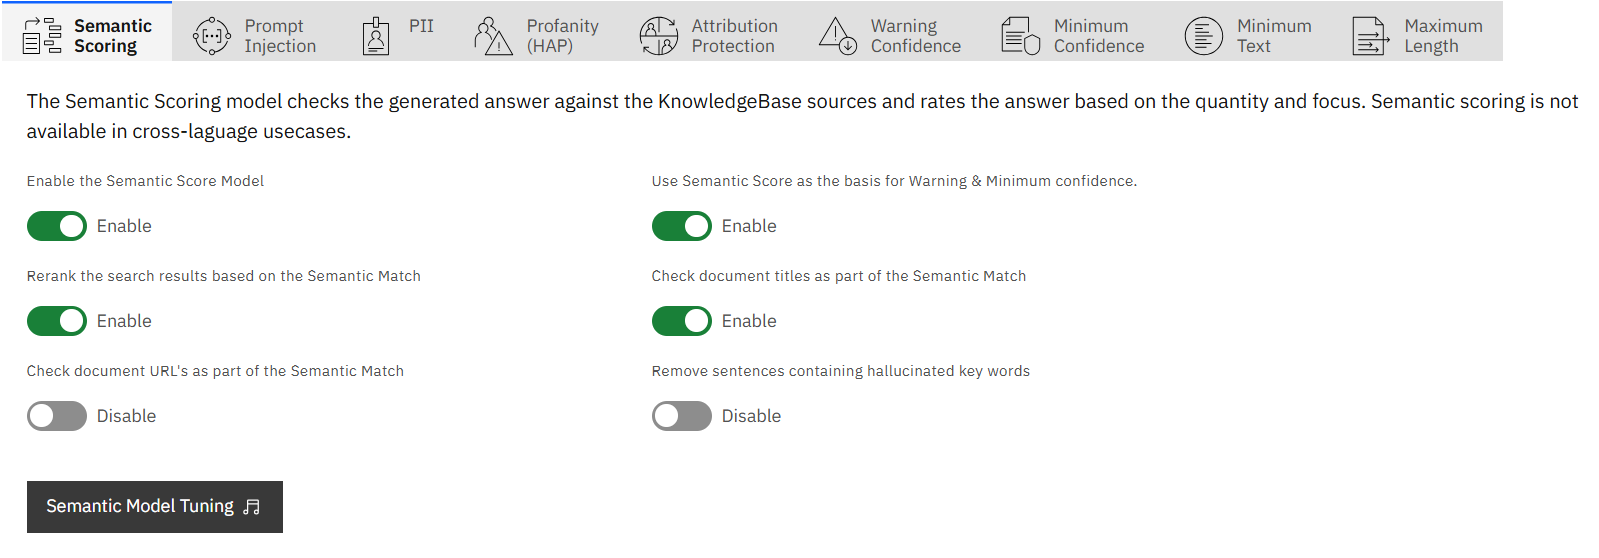 Semantic
Scoring
Prompt
Injection
PII
Profanity
(HAP)
Attribution
Protection
Warning
Confidence
Minimum
Confidence
Minimum
Text
Maximum
Length
The Semantic Scoring model checks the generated answer against the KnowledgeBase sources and rates the answer based on the quantity and focus. Semantic scoring is not
available in cross-laguage usecases.
Enable the Semantic Score Model
Use Semantic Score as the basis for Warning & Minimum confidence.
Enable
Enable
Rerank the search results based on the Semantic Match
Check document titles as part of the Semantic Match
Enable
Enable
Check document URL's as part of the Semantic Match
Remove sentences containing hallucinated key words
Disable
Disable
Semantic Model Tuning